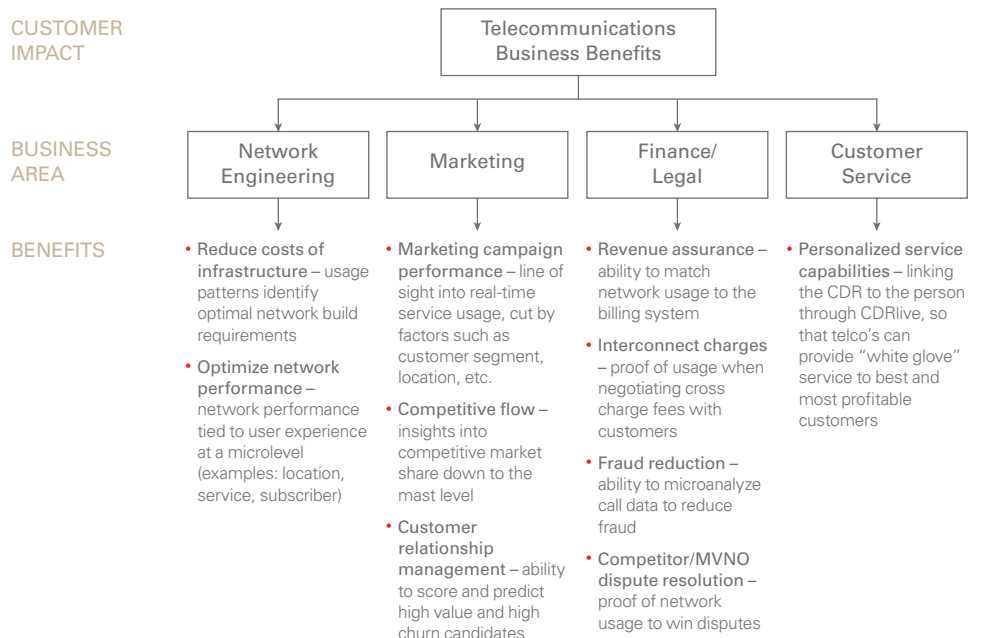 CUSTOMER
IMPACT
Telecommunications
Business Benefits
BUSINESS
AREA
Network
Engineering
Marketing
Finance/
Legal
Customer
Service
BENEFITS
• Reduce costs of
infrastructure – usage
patterns identify
optimal network build
requirements
• Optimize network
performance –
network performance
tied to user experience
at a microlevel
(examples: location,
service, subscriber)
• Marketing campaign
performance – line of
sight into real-time
service usage, cut by
factors such as
customer segment,
location, etc.
• Competitive flow –
insights into
competitive market
share down to the
mast level
• Customer
relationship
management – ability
to score and predict
high value and high
churn candidates
• Revenue assurance –
ability to match
network usage to the
billing system
• Interconnect charges
– proof of usage when
negotiating cross
charge fees with
customers
• Fraud reduction –
ability to microanalyze
call data to reduce
fraud
• Competitor/MVNO
dispute resolution –
proof of network
usage to win disputes
• Personalized service
capabilities – linking
the CDR to the person
through CDRlive, so
that telco's can
provide “white glove”
service to best and
most profitable
customers